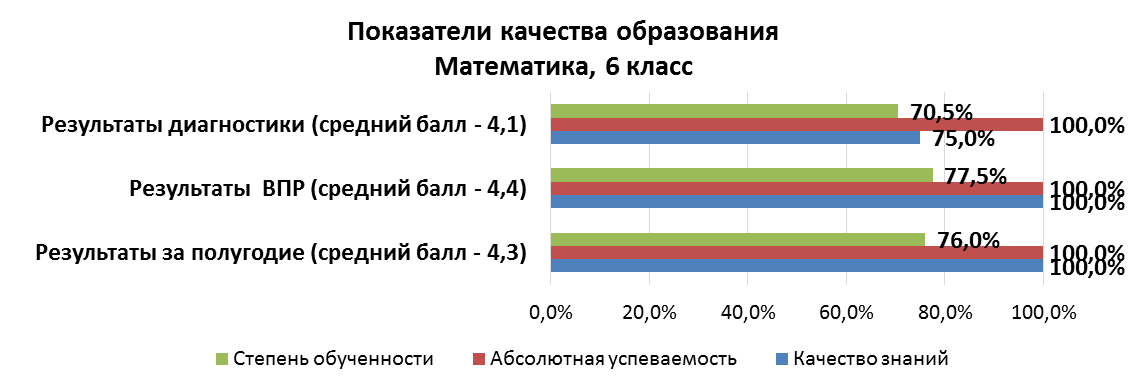 Показатели качества образования
Математика, 6 класс
Результаты диагностики (средний балл - 4,1)
70,5%
100,0%
75,0%
Результаты ВПР (средний балл - 4,4)
77,5%
100,0%
100,0%
Результаты за полугодие (средний балл - 4,3)
76,0%
100,0%
100,0%
0,0% 20,0% 40,0% 60,0% 80,0% 100,0%
Степень обученности Абсолютная успеваемость Качество знаний